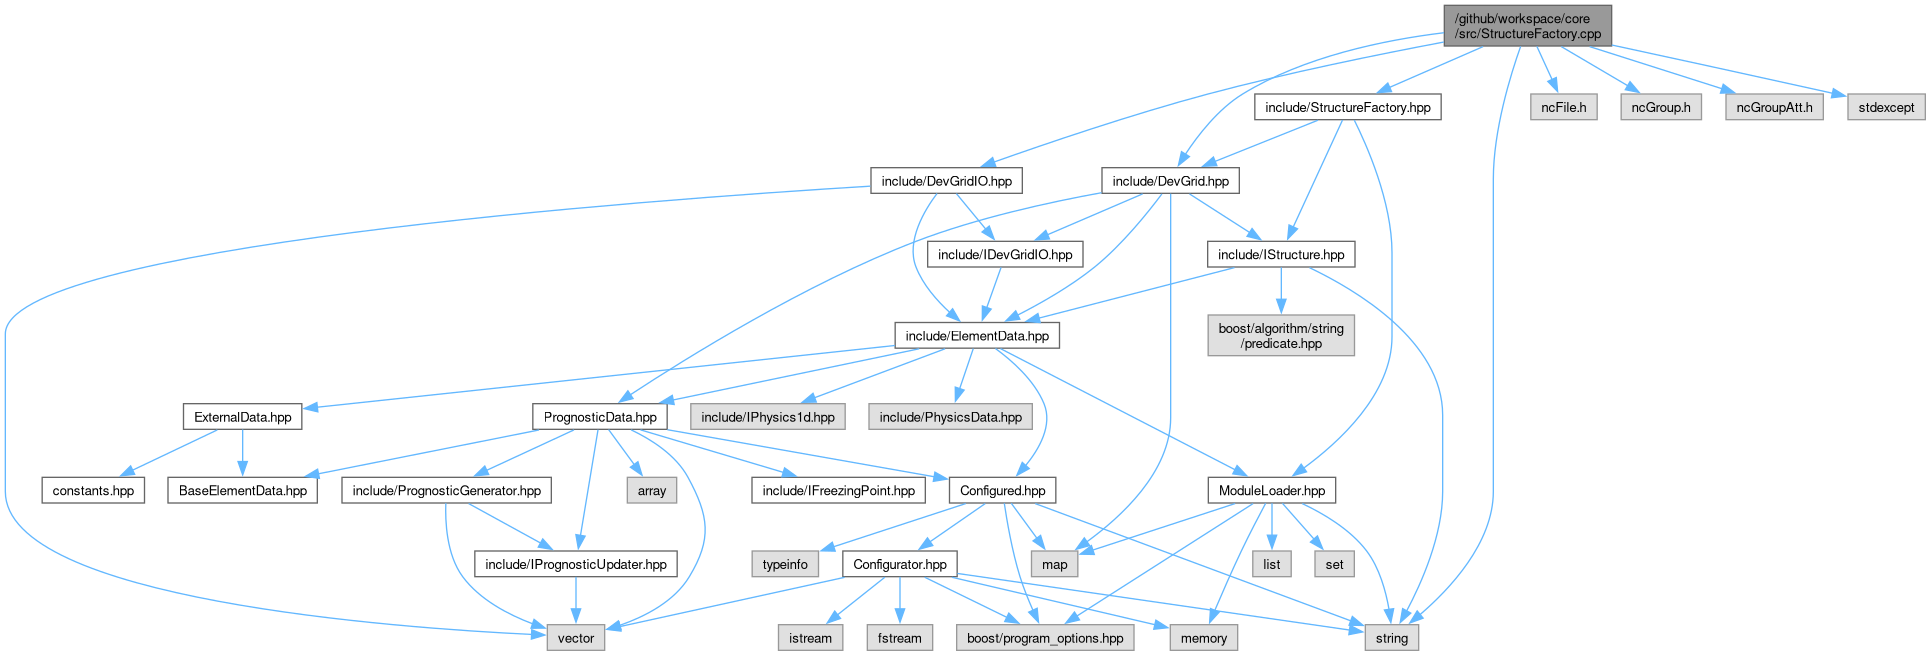 /github/workspace/core
/src/StructureFactory.cpp
include/StructureFactory.hpp
ncFile.h
ncGroup.h
ncGroupAtt.h
stdexcept
include/DevGridIO.hpp
include/DevGrid.hpp
include/IDevGridIO.hpp
include/IStructure.hpp
include/ElementData.hpp
boost/algorithm/string
/predicate.hpp
ExternalData.hpp
PrognosticData.hpp
include/IPhysics1d.hpp
include/PhysicsData.hpp
constants.hpp
BaseElementData.hpp
include/PrognosticGenerator.hpp
array
include/IFreezingPoint.hpp
Configured.hpp
ModuleLoader.hpp
include/IPrognosticUpdater.hpp
typeinfo
Configurator.hpp
map
list
set
vector
istream
fstream
boost/program_options.hpp
memory
string